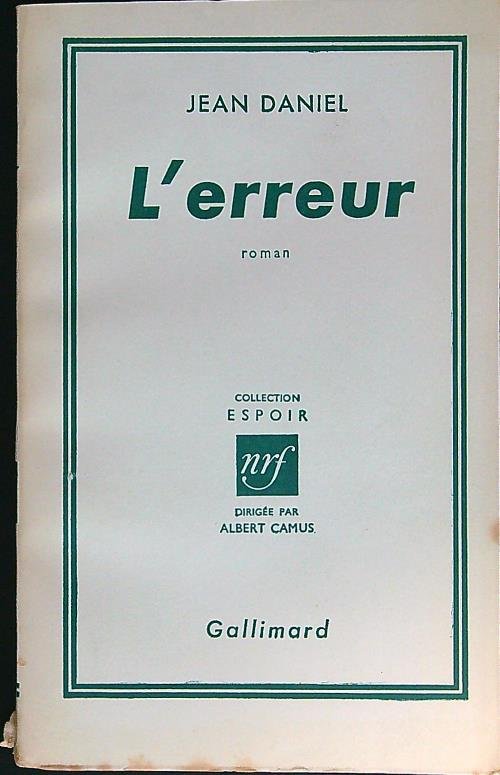 JEAN DANIEL
L'erreur
roman
COLLECTION
ESPOIR
nrf
DIRIGÉE PAR
ALBERT CAMUS
Gallimard